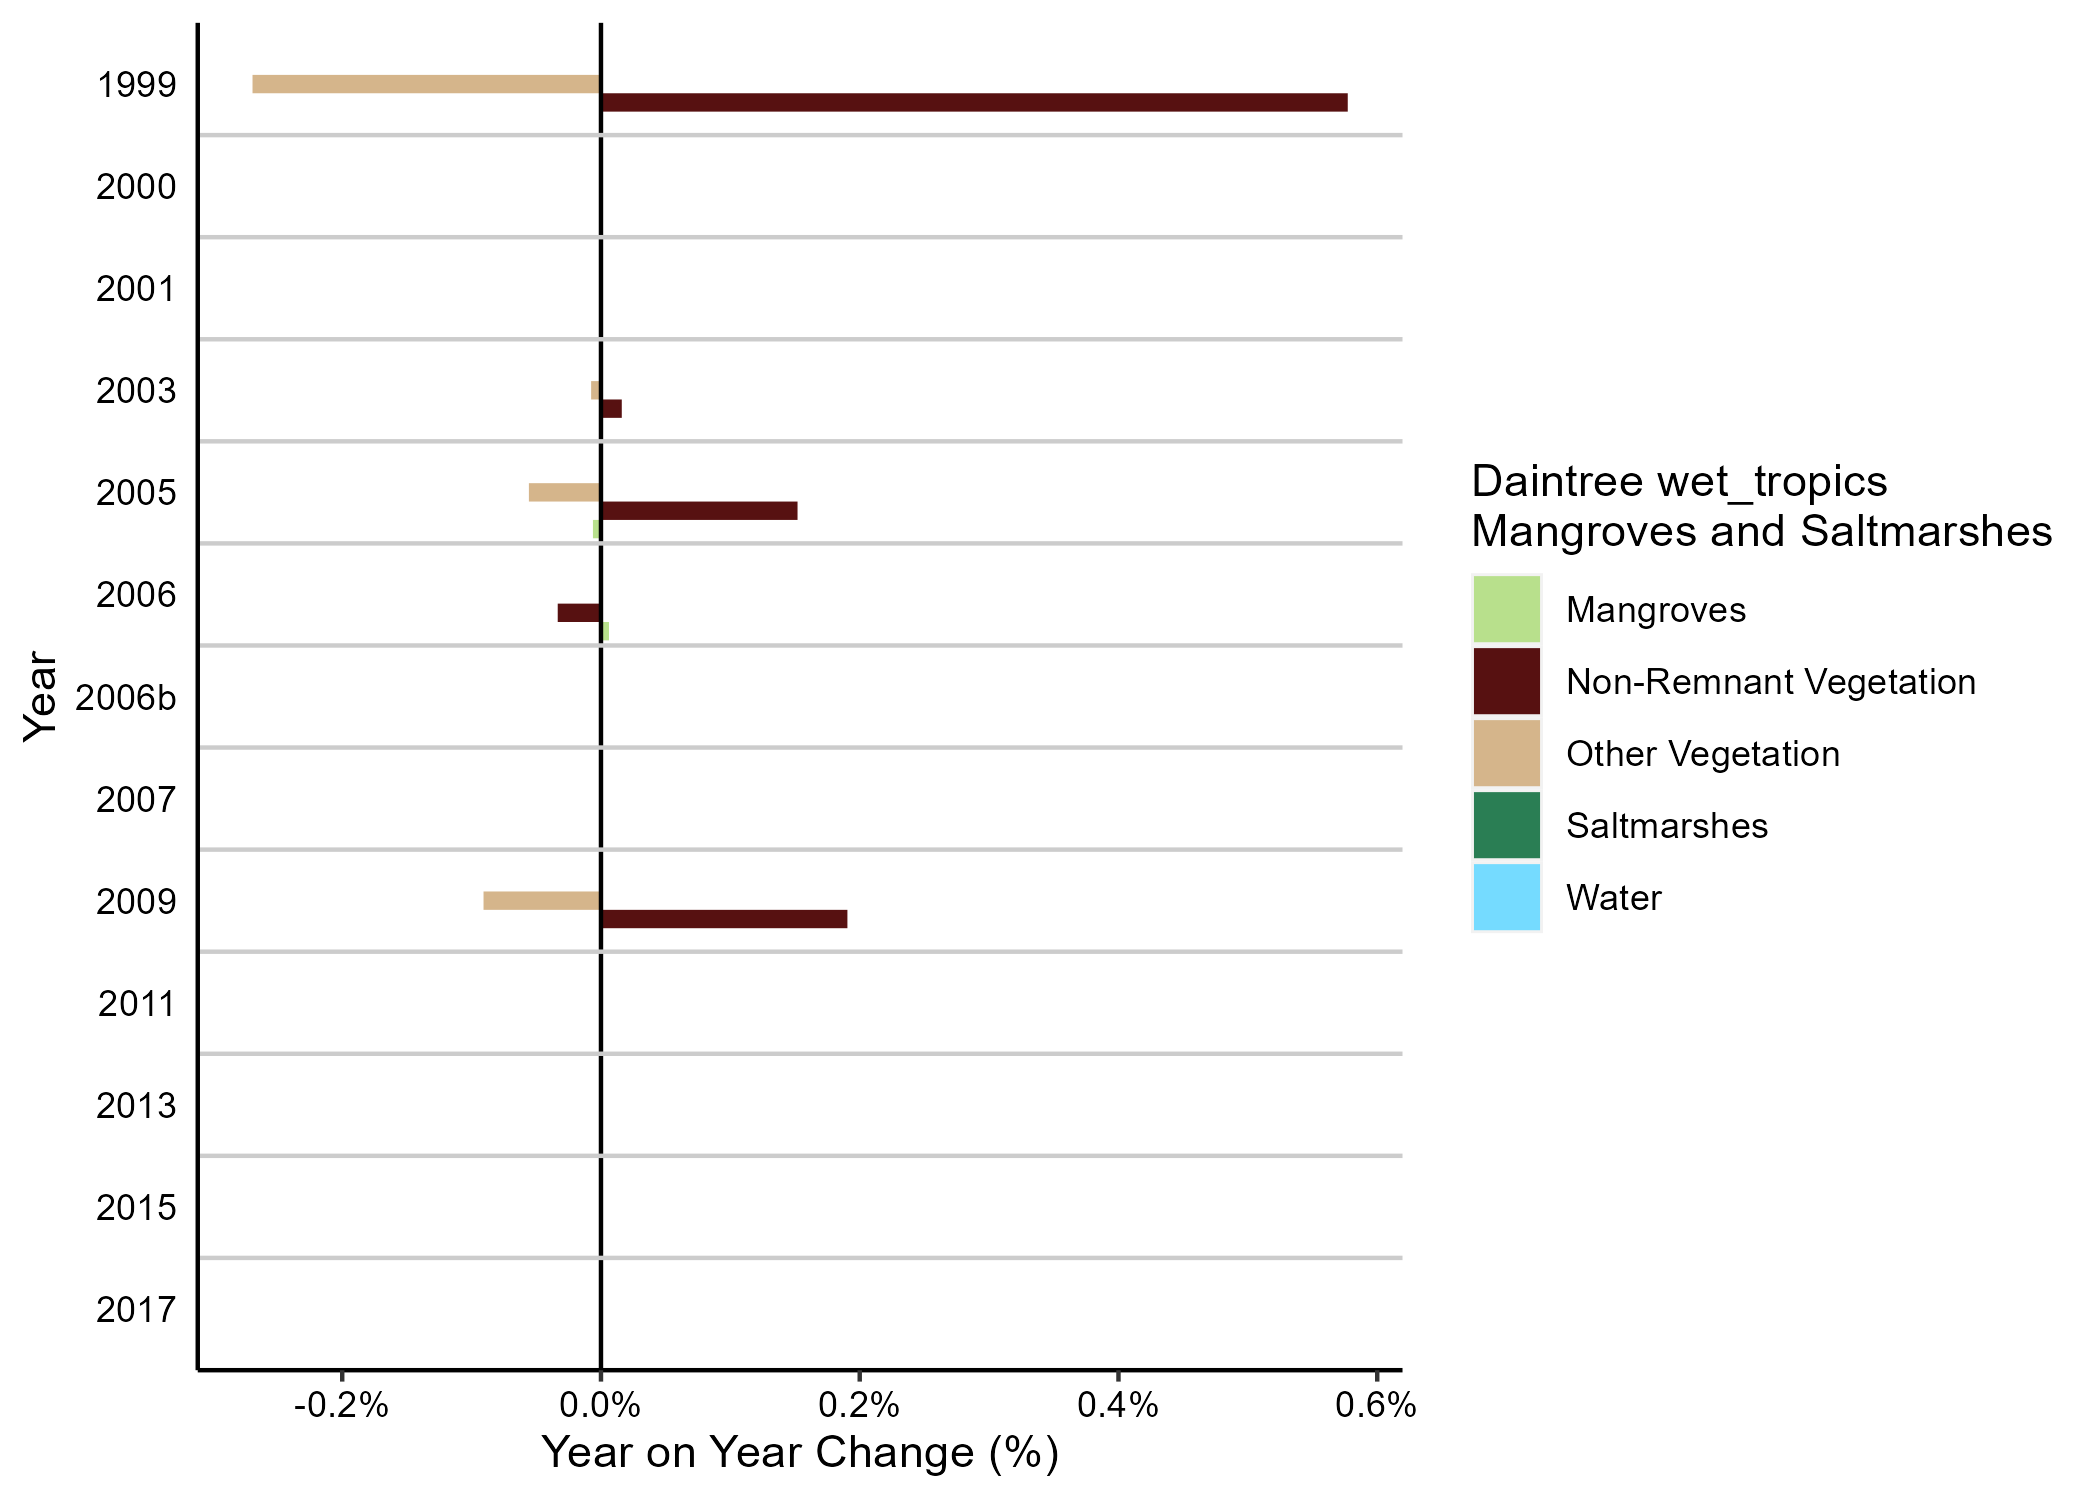 1999
2000
2001
2003
2005
2006
2006b
2007
2009
2011
2013
2015
2017
Year
-0.2%
0.0%
0.2%
0.4%
0.6%
Year on Year Change (%)
Daintree wet_tropics
Mangroves and Saltmarshes
Mangroves
Non-Remnant Vegetation
Other Vegetation
Saltmarshes
Water